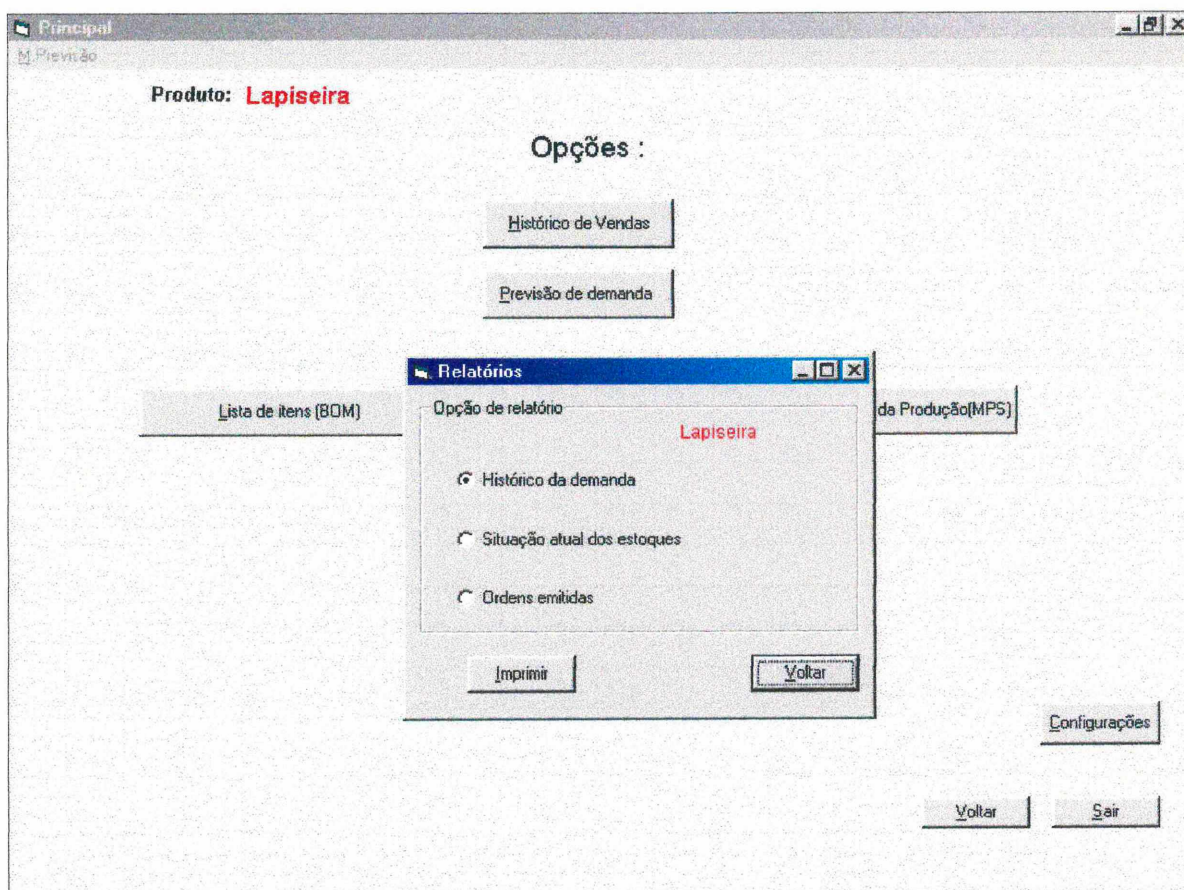 Principal
M.Previsão
Produto: Lapiseira
Opções :
Histórico de Vendas
Previsão de demanda
Relatórios
Lista de itens (BOM)
Opção de relatório
da Produção(MPS)
Lapiseira
Histórico da demanda
Situação atual dos estoques
Ordens emitidas
Imprimir
Voltar
Configurações
Voltar
Sair